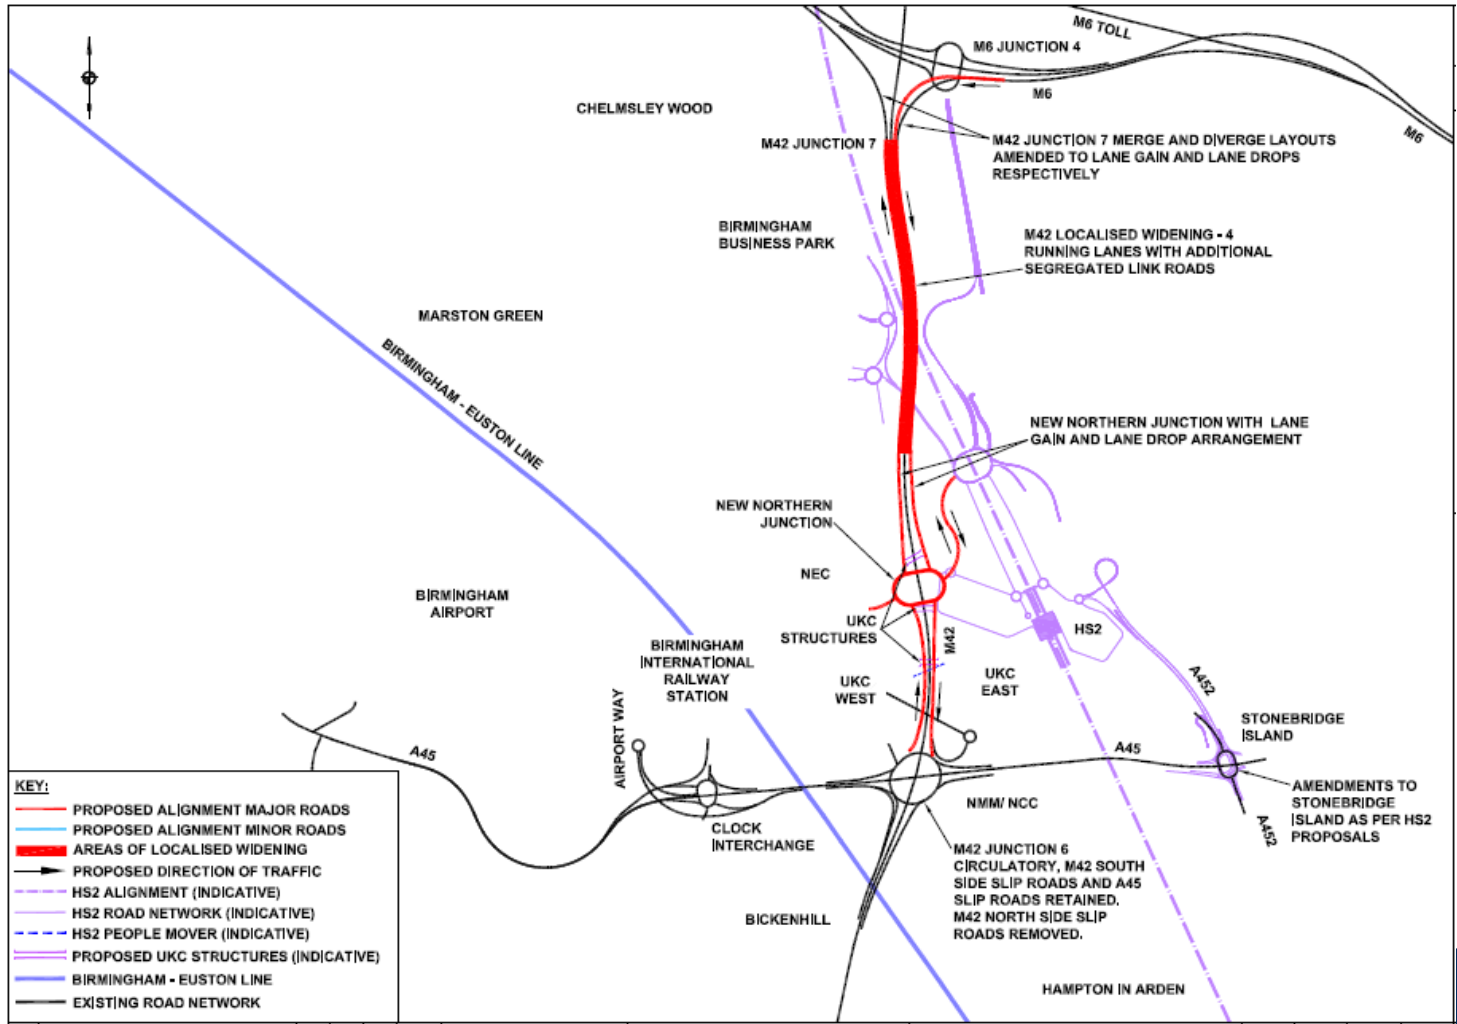 M6 TOLL
M6 JUNCTION 4
M6
M6
CHELMSLEY WOOD
M42 JUNCTION 7
M42 JUNCTION 7 MERGE AND DIVERGE LAYOUTS
AMENDED TO LANE GAIN AND LANE DROPS
RESPECTIVELY
BIRMINGHAM
BUSINESS PARK
M42 LOCALISED WIDENING - 4
RUNNING LANES WITH ADDITIONAL
SEGREGATED LINK ROADS
MARSTON GREEN
BIRMINGHAM - EUSTON LINE
NEW NORTHERN JUNCTION WITH LANE
GAIN AND LANE DROP ARRANGEMENT
NEW NORTHERN
JUNCTION
NEC
BIRMINGHAM
AIRPORT
UKC
STRUCTURES
M42
HS2
BIRMINGHAM
INTERNATIONAL
RAILWAY
STATION
UKC
WEST
UKC
EAST
A452
AIRPORT WAY
STONEBRIDGE
ISLAND
A45
A45
AMENDMENTS TO
STONEBRIDGE
ISLAND AS PER HS2
PROPOSALS
A452
NMM/ NCC
CLOCK
INTERCHANGE
M42 JUNCTION 6
CIRCULATORY, M42 SOUTH
SIDE SLIP ROADS AND A45
SLIP ROADS RETAINED.
M42 NORTH SIDE SLIP
ROADS REMOVED.
BICKENHILL
HAMPTON IN ARDEN
KEY:
PROPOSED ALIGNMENT MAJOR ROADS
PROPOSED ALIGNMENT MINOR ROADS
AREAS OF LOCALISED WIDENING
PROPOSED DIRECTION OF TRAFFIC
HS2 ALIGNMENT (INDICATIVE)
HS2 ROAD NETWORK (INDICATIVE)
HS2 PEOPLE MOVER (INDICATIVE)
PROPOSED UKC STRUCTURES (INDICATIVE)
BIRMINGHAM - EUSTON LINE
EXISTING ROAD NETWORK